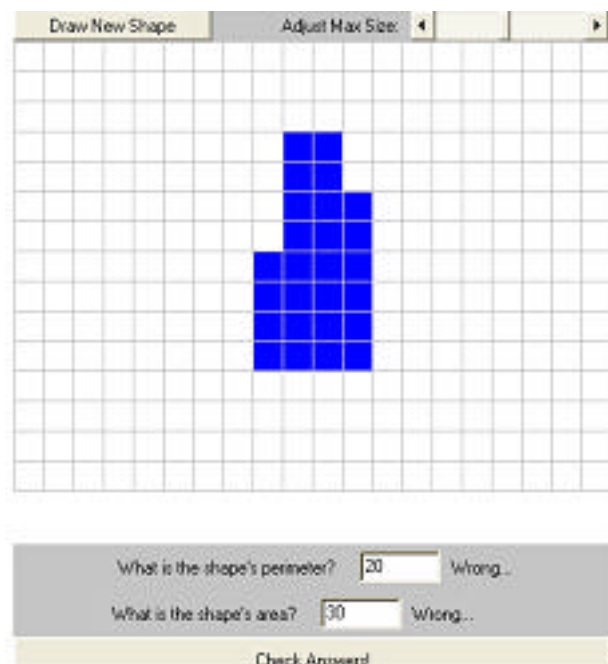 Draw New Shape Adjust Max Size:
What is the shape's perimeter? 20 Wrong...
What is the shape's area? 30 Wrong...
Check Answers!